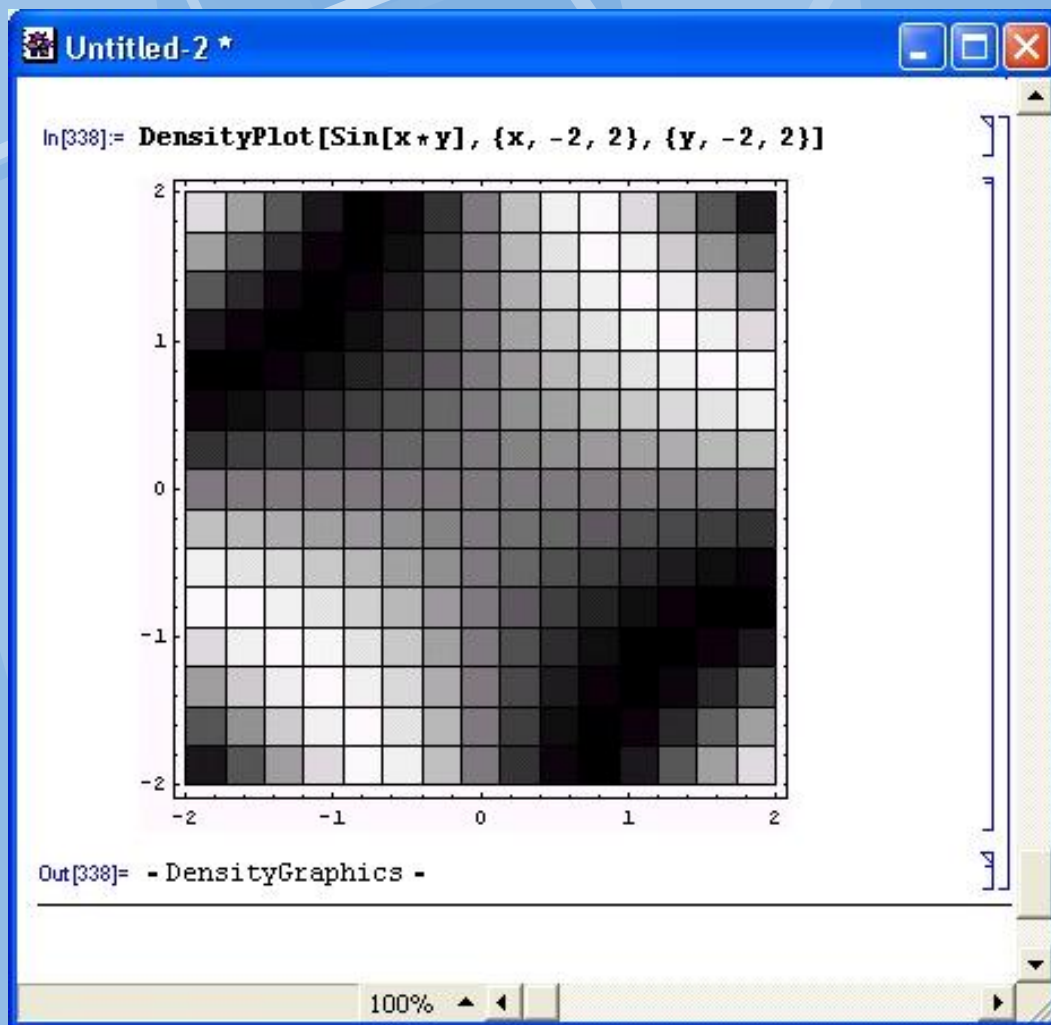 Untitled-2 *
In[338]:= DensityPlot[Sin[x*y], {x, -2, 2}, {y, -2, 2}]
2
1
0
-1
-2
-2 -1 0 1 2
Out[338]= - DensityGraphics -
100%